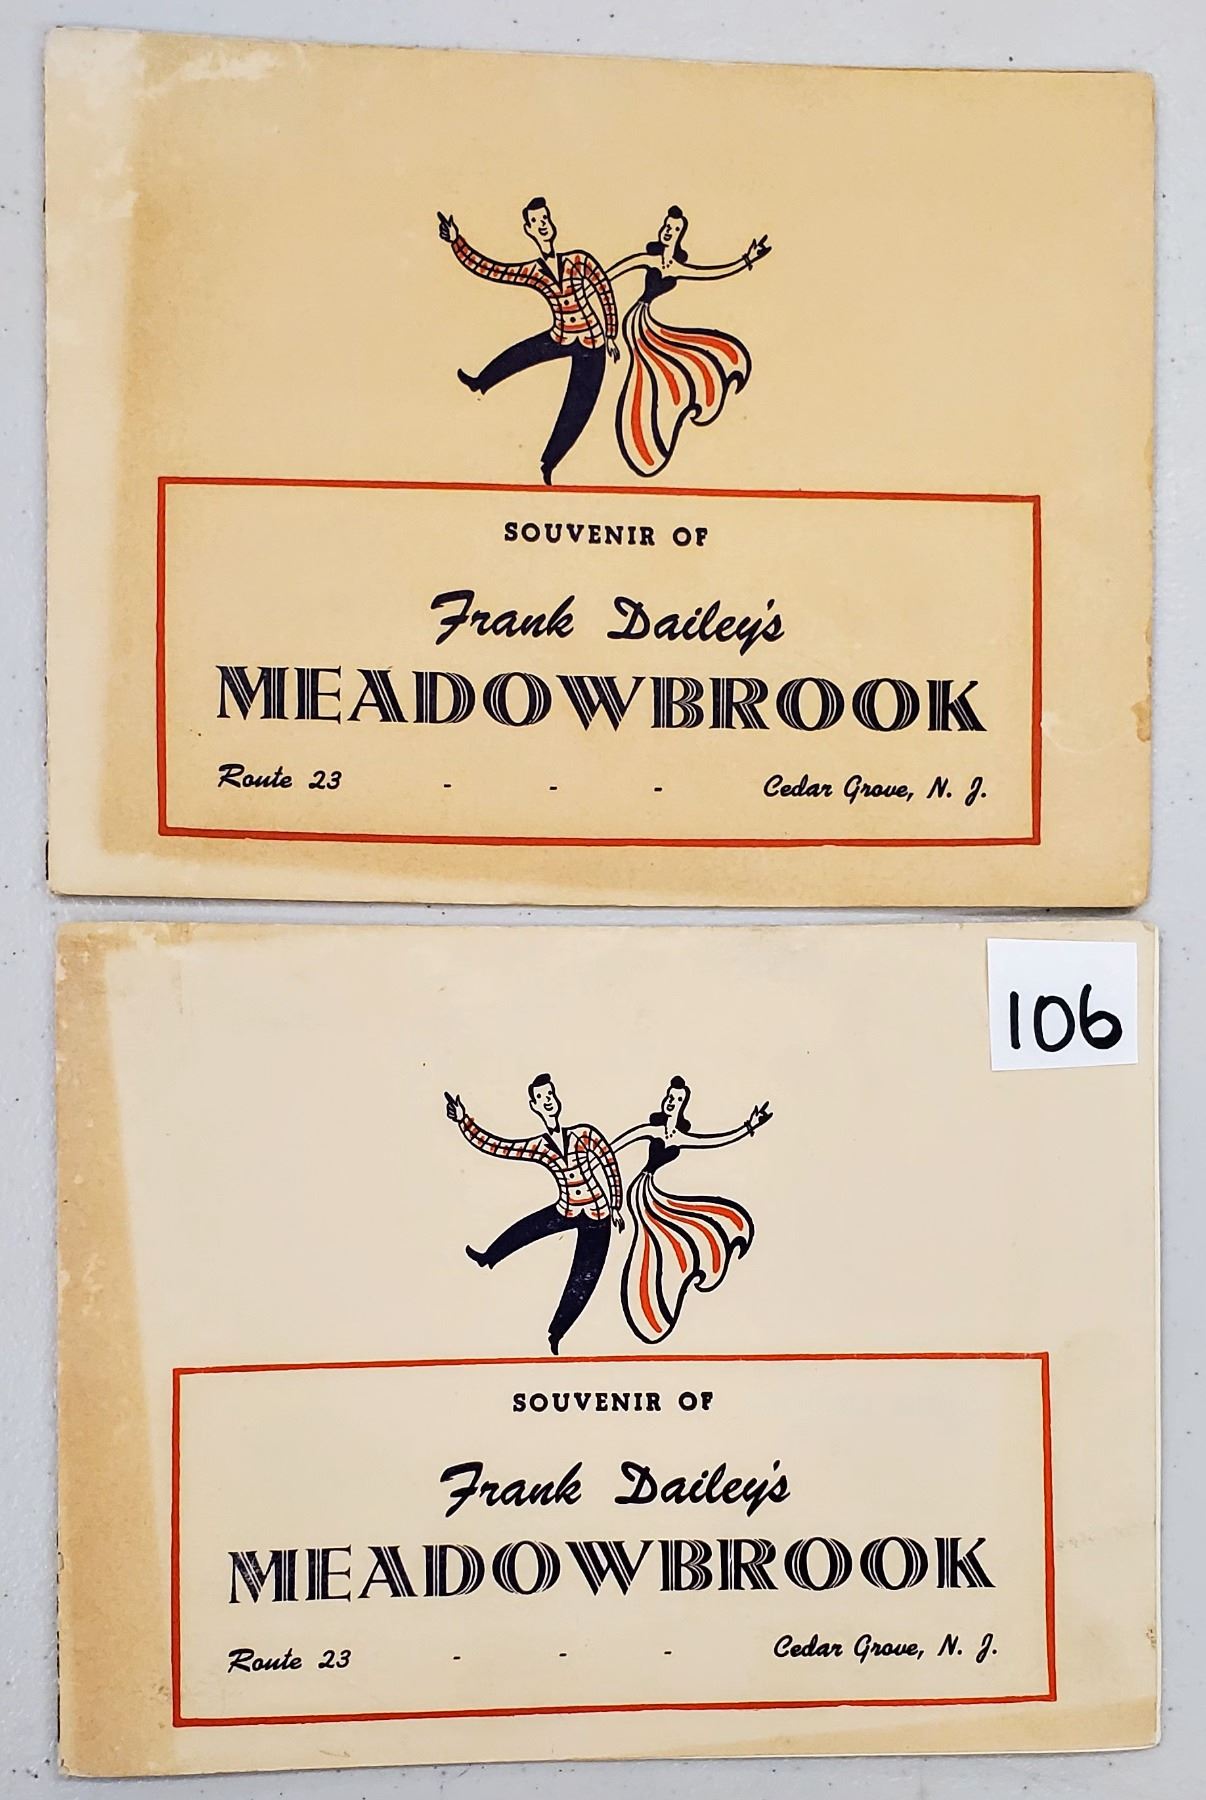 SOUVENIR OF
Frank Dailey's
MEADOWBROOK
Route 23 - - - Cedar Grove, N. J.
106
SOUVENIR OF
Frank Dailey's
MEADOWBROOK
Route 23 - - - Cedar Grove, N. J.